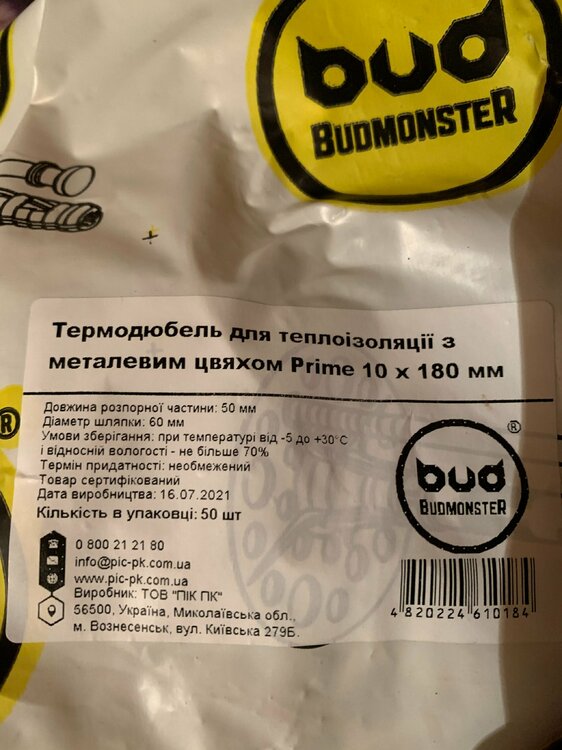 bud
BUDMONSTER
Термодюбель для теплоізоляції з
металевим цвяхом Prime 10 х 180 мм
Довжина розпорної частини: 50 мм
Діаметр шляпки: 60 мм
Умови зберігання: при температурі від -5 до +30°С
і відносній вологості - не більше 70%
Термін придатності: необмежений
Товар сертифікований
Дата виробництва: 16.07.2021
Кількість в упаковці: 50 шт
®
®
bud
BUDMONSTER
0 800 21 21 80
info@pic-pk.com.ua
www.pic-pk.com.ua
Виробник: ТОВ "ПІК ПК"
56500, Україна, Миколаївська обл.,
м. Вознесенськ, вул. Київська 279Б.
4 820224 610184